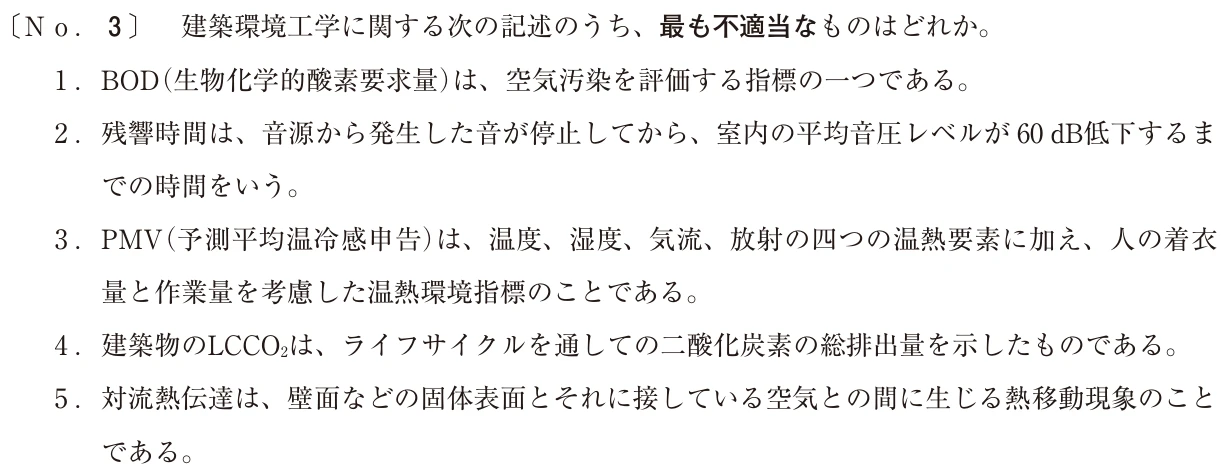 〔Ｎｏ．３〕　建築環境工学に関する次の記述のうち、最も不適当なものはどれか。
１．BOD(生物化学的酸素要求量)は、空気汚染を評価する指標の一つである。
２．残響時間は、音源から発生した音が停止してから、室内の平均音圧レベルが 60 dB低下するま
での時間をいう。
３．PMV(予測平均温冷感申告)は、温度、湿度、気流、放射の四つの温熱要素に加え、人の着衣
量と作業量を考慮した温熱環境指標のことである。
４．建築物のLCCO₂は、ライフサイクルを通しての二酸化炭素の総排出量を示したものである。
５．対流熱伝達は、壁面などの固体表面とそれに接している空気との間に生じる熱移動現象のこと
である。